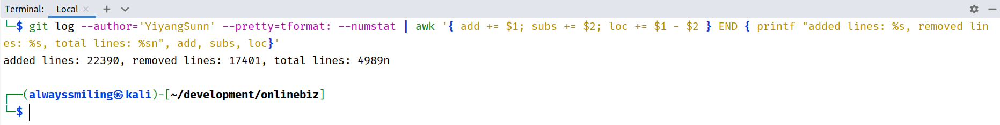 Terminal: Local × + 
└─$ git log --author='YiyangSunn' --pretty=tformat: --numstat | awk '{ add += $1; subs += $2; loc += $1 - $2 } END { printf "added lines: %s, removed lin
es: %s, total lines: %sn", add, subs, loc}'
added lines: 22390, removed lines: 17401, total lines: 4989n
┌──(alwayssmiling㉿kali)-[~/development/onlinebiz]
└─$